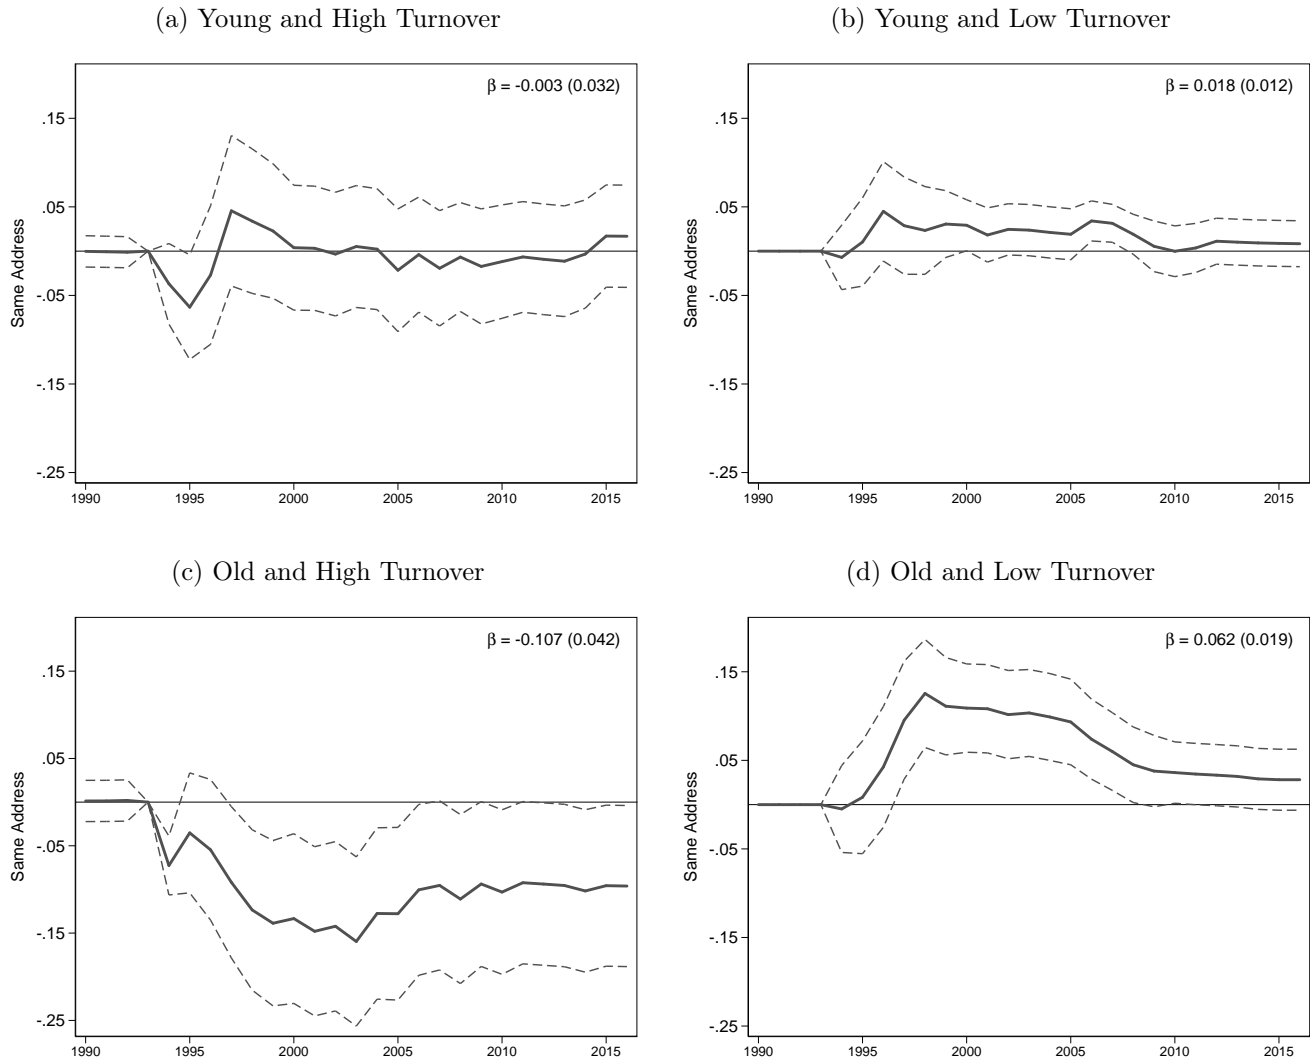 (a) Young and High Turnover
β = -0.003 (0.032)
.15
.05
-.05
-.15
-.25
Same Address
1990 1995 2000 2005 2010 2015
(b) Young and Low Turnover
β = 0.018 (0.012)
.15
.05
-.05
-.15
-.25
Same Address
1990 1995 2000 2005 2010 2015
(c) Old and High Turnover
β = -0.107 (0.042)
.15
.05
-.05
-.15
-.25
Same Address
1990 1995 2000 2005 2010 2015
(d) Old and Low Turnover
β = 0.062 (0.019)
.15
.05
-.05
-.15
-.25
Same Address
1990 1995 2000 2005 2010 2015